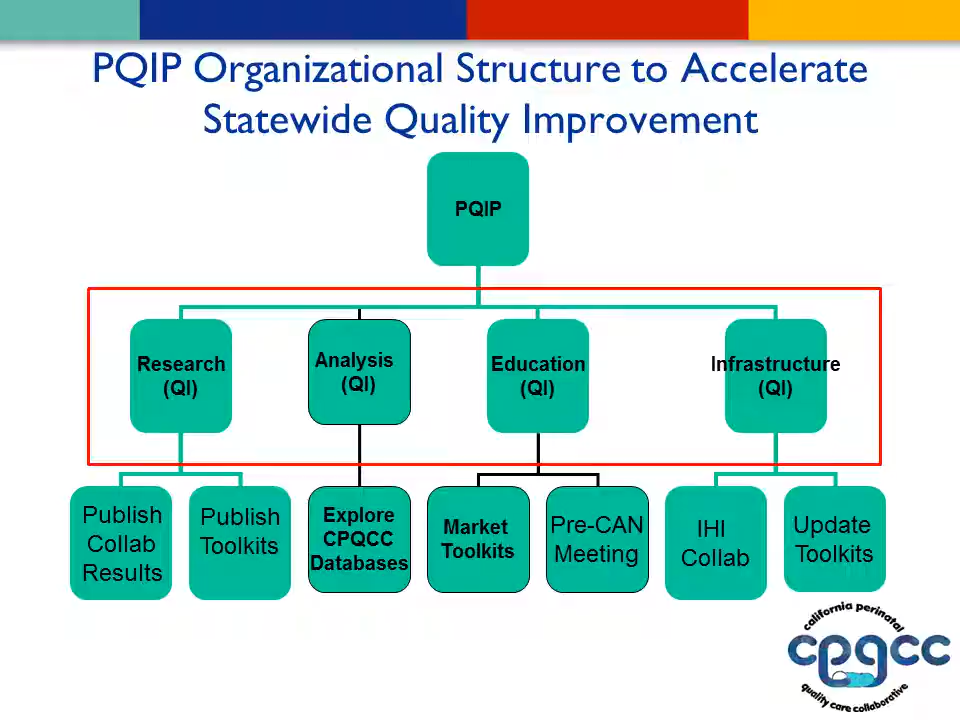 PQIP Organizational Structure to Accelerate
Statewide Quality Improvement
PQIP
Research
(QI)
Analysis
(QI)
Education
(QI)
Infrastructure
(QI)
Publish
Collab
Results
Publish
Toolkits
Explore
CPQCC
Databases
Market
Toolkits
Pre-CAN
Meeting
IHI
Collab
Update
Toolkits
california perinatal
cpqcc
quality care collaborative